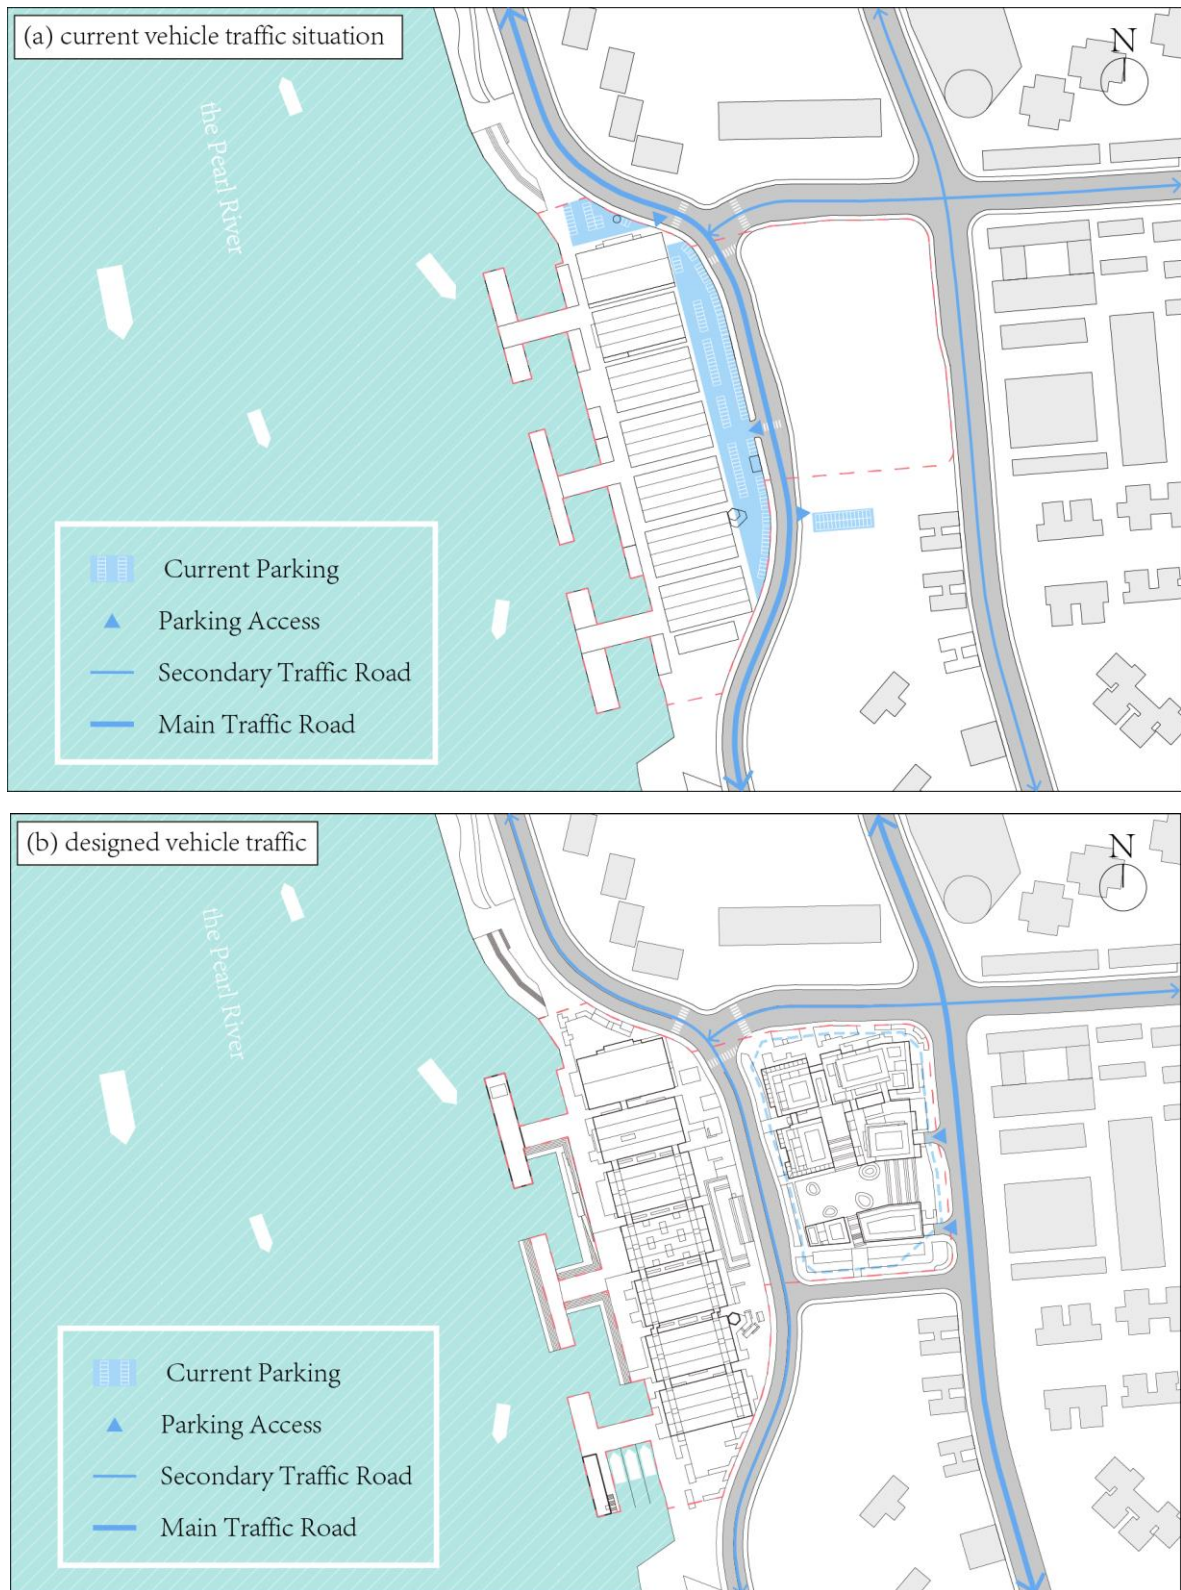 (a) current vehicle traffic situation
N
the Pearl River
Current Parking
Parking Access
Secondary Traffic Road
Main Traffic Road
(b) designed vehicle traffic
N
the Pearl River
Current Parking
Parking Access
Secondary Traffic Road
Main Traffic Road